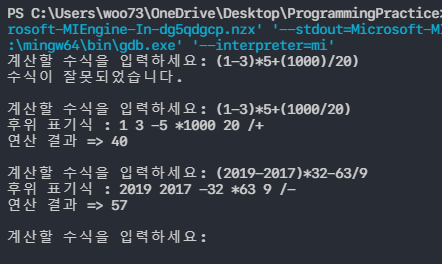 PS C:\Users\woo73\OneDrive\Desktop\ProgrammingPractice>
rosoft-MIEngine-In-dg5qdgcp.nzx' '--stdout=Microsoft-MI
:\mingw64\bin\gdb.exe' '--interpreter=mi'
계산할 수식을 입력하세요: (1-3)*5+(1000)/20)
수식이 잘못되었습니다.
계산할 수식을 입력하세요: (1-3)*5+(1000/20)
후위 표기식 : 1 3 -5 *1000 20 /+
연산 결과 => 40
계산할 수식을 입력하세요: (2019-2017)*32-63/9
후위 표기식 : 2019 2017 -32 *63 9 /-
연산 결과 => 57
계산할 수식을 입력하세요: